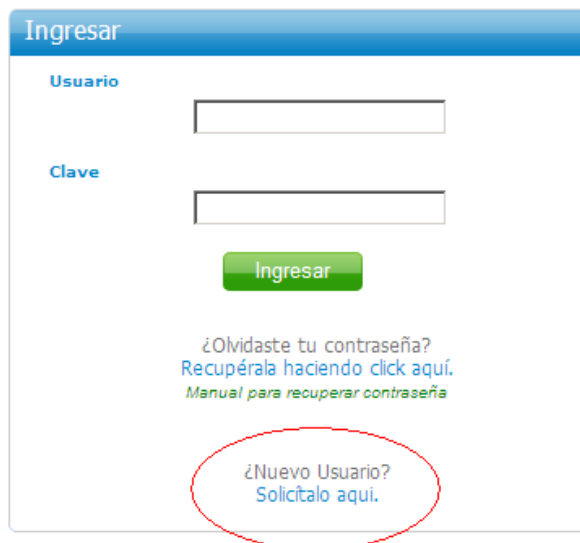 Ingresar
Usuario
Clave
Ingresar
¿Olvidaste tu contraseña?
Recupérala haciendo click aquí.
Manual para recuperar contraseña
¿Nuevo Usuario?
Solicítalo aqui.